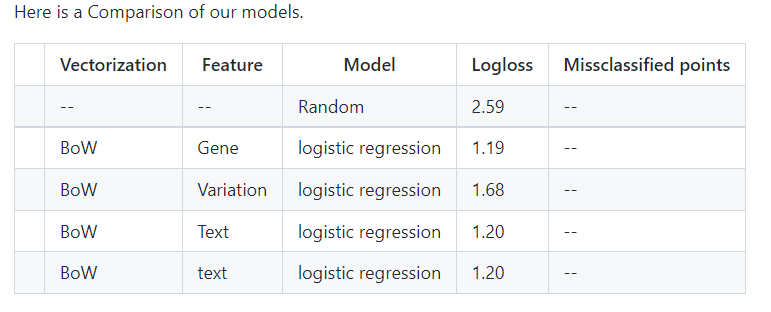 Here is a Comparison of our models.
Vectorization Feature Model Logloss Missclassified points
-- -- Random 2.59 --
BoW Gene logistic regression 1.19 --
BoW Variation logistic regression 1.68 --
BoW Text logistic regression 1.20 --
BoW text logistic regression 1.20 --